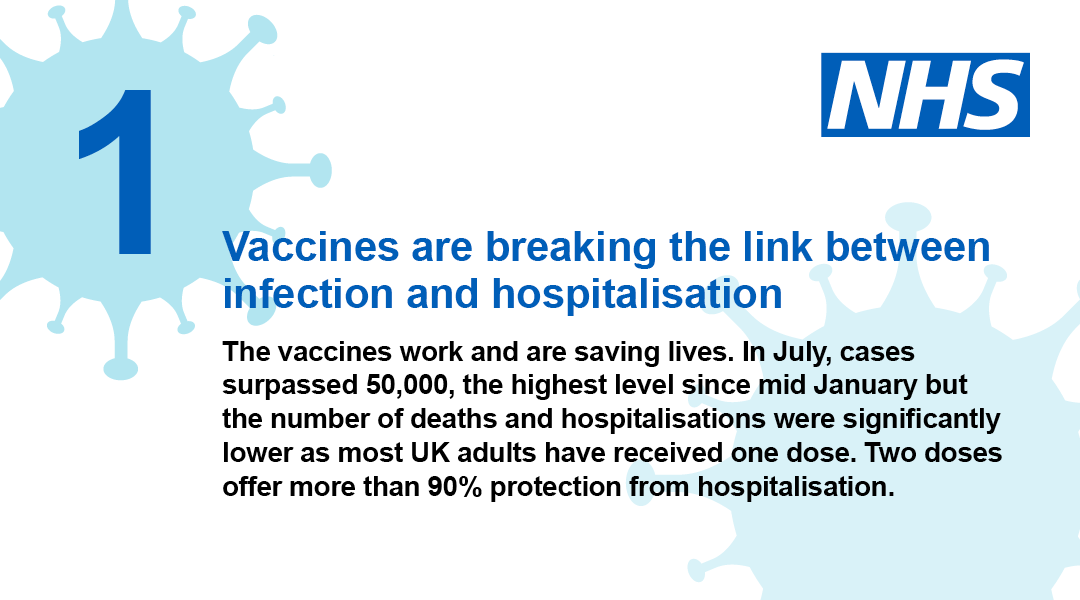 1
NHS
Vaccines are breaking the link between
infection and hospitalisation
The vaccines work and are saving lives. In July, cases
surpassed 50,000, the highest level since mid January but
the number of deaths and hospitalisations were significantly
lower as most UK adults have received one dose. Two doses
offer more than 90% protection from hospitalisation.